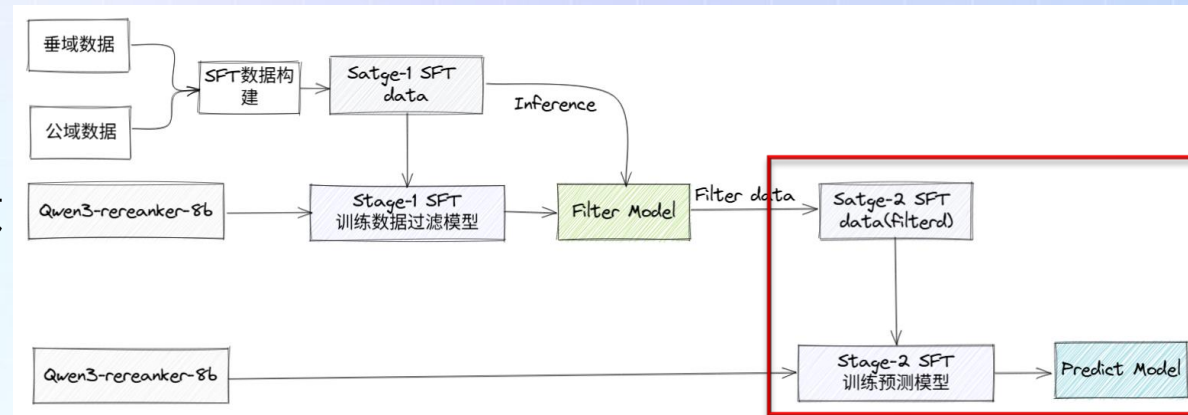 垂域数据
公域数据
SFT数据构
建
Satge-1 SFT
data
Inference
Qwen3-rereanker-8b
Stage-1 SFT
训练数据过滤模型
Filter Model
Filter data
Satge-2 SFT
data(filterd)
Qwen3-rereanker-8b
Stage-2 SFT
训练预测模型
Predict Model